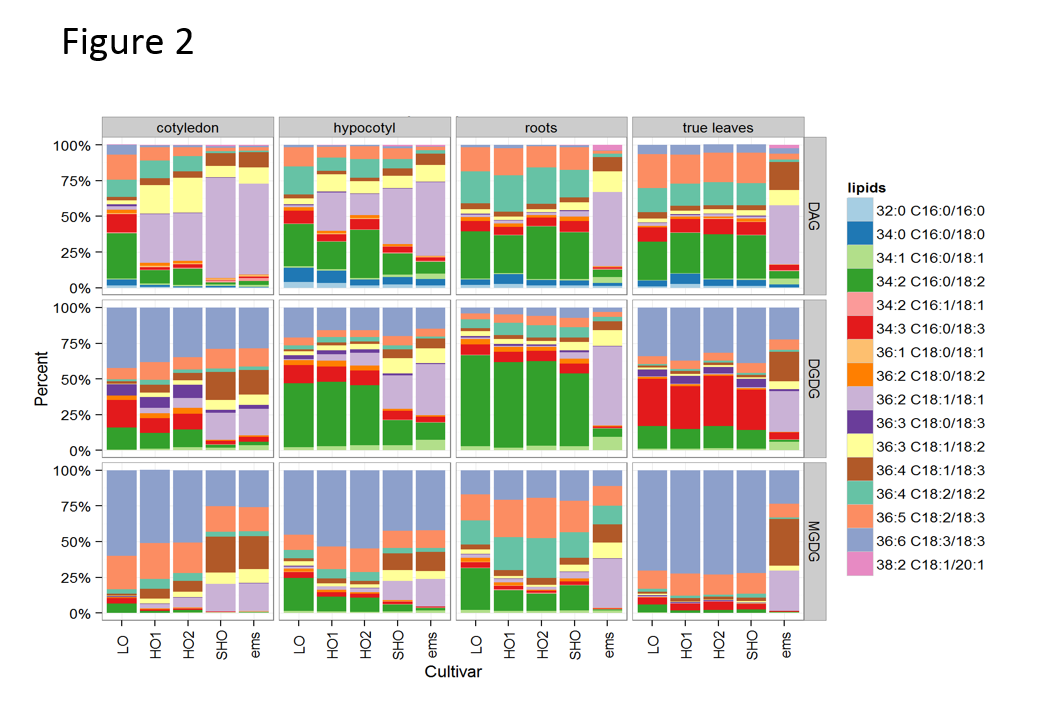 Figure 2
cotyledon hypocotyl roots true leaves
100%
75%
50%
25%
0%
DAG
100%
75%
50%
25%
0%
DGDG
100%
75%
50%
25%
0%
MGDG
Percent
LO HO1 HO2 SHO ems LO HO1 HO2 SHO ems LO HO1 HO2 SHO ems LO HO1 HO2 SHO ems
Cultivar
lipids
32:0 C16:0/16:0
34:0 C16:0/18:0
34:1 C16:0/18:1
34:2 C16:0/18:2
34:2 C16:1/18:1
34:3 C16:0/18:3
36:1 C18:0/18:1
36:2 C18:0/18:2
36:2 C18:1/18:1
36:3 C18:0/18:3
36:3 C18:1/18:2
36:4 C18:1/18:3
36:4 C18:2/18:2
36:5 C18:2/18:3
36:6 C18:3/18:3
38:2 C18:1/20:1